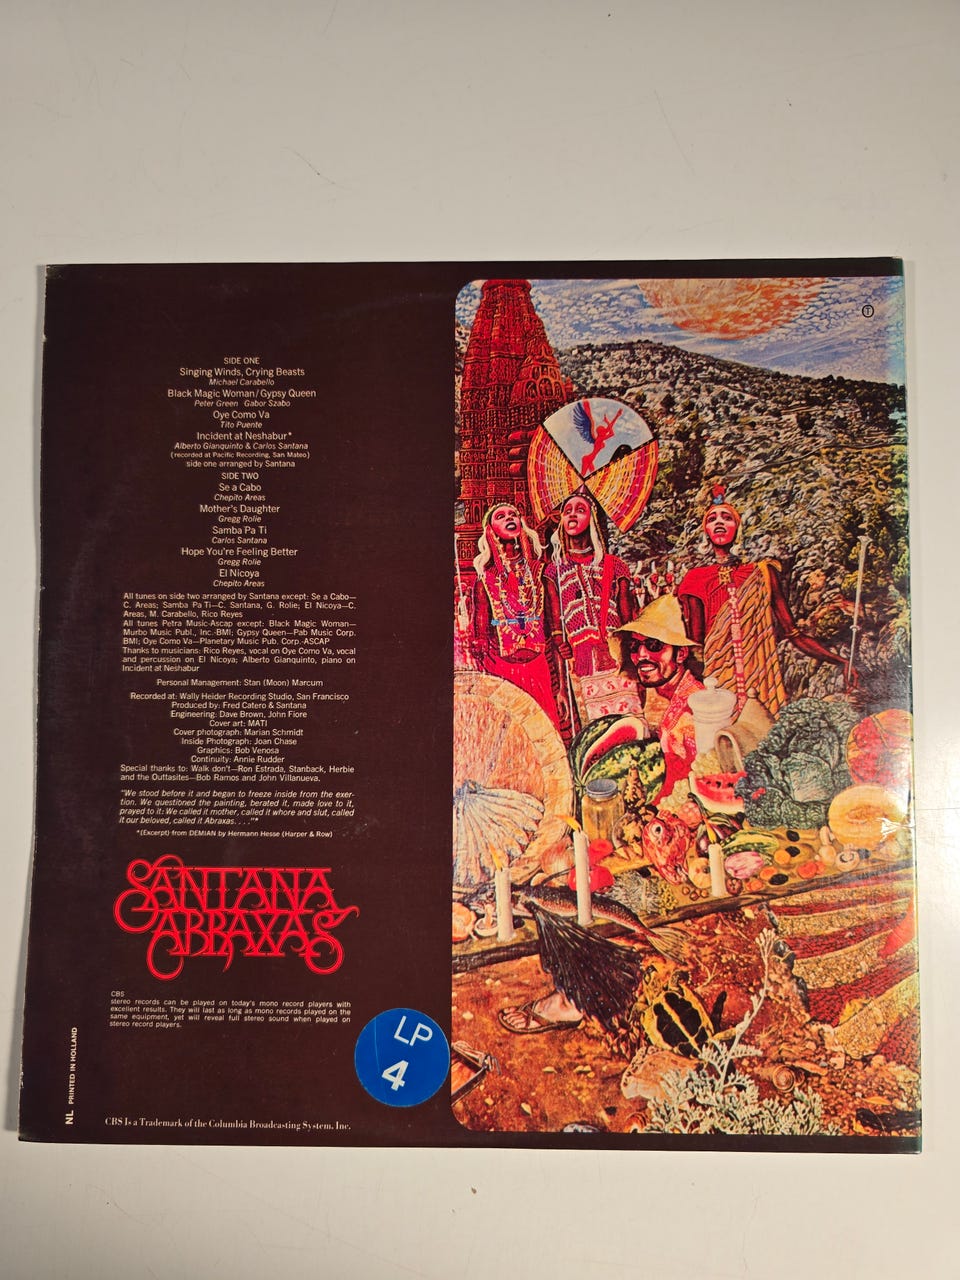 SIDE ONE
Singing Winds, Crying Beasts
Michael Carabello
Black Magic Woman/Gypsy Queen
Peter Green Gabor Szabo
Oye Como Va
Tito Puente
Incident at Neshabur*
Alberto Gianquinto & Carlos Santana
(recorded at Pacific Recording, San Mateo)
side one arranged by Santana
SIDE TWO
Se a Cabo
Chepito Areas
Mother's Daughter
Gregg Rolie
Samba Pa Ti
Carlos Santana
Hope You're Feeling Better
Gregg Rolie
El Nicoya
Chepito Areas
All tunes on side two arranged by Santana except: Se a Cabo—
C. Areas; Samba Pa Ti—C. Santana, G. Rolie; El Nicoya—C.
Areas, M. Carabello, Rico Reyes
All tunes Petra Music-Ascap except: Black Magic Woman—
Murbo Music Publ., Inc.-BMI; Gypsy Queen—Pab Music Corp.
BMI; Oye Como Va—Planetary Music Pub. Corp.-ASCAP
Thanks to musicians: Rico Reyes, vocal on Oye Como Va, vocal
and percussion on El Nicoya; Alberto Gianquinto, piano on
Incident at Neshabur
Personal Management: Stan (Moon) Marcum
Recorded at: Wally Heider Recording Studio, San Francisco
Produced by: Fred Catero & Santana
Engineering: Dave Brown, John Fiore
Cover art: MATI
Cover photograph: Marian Schmidt
Inside Photograph: Joan Chase
Graphics: Bob Venosa
Continuity: Annie Rudder
Special thanks to: Walk don't—Ron Estrada, Stanback, Herbie
and the Outtasites—Bob Ramos and John Villanueva.
"We stood before it and began to freeze inside from the exer-
tion. We questioned the painting, berated it, made love to it,
prayed to it: We called it mother, called it whore and slut, called
it our beloved, called it Abraxas. . . ."*
*(Excerpt) from DEMIAN by Hermann Hesse (Harper & Row)
SANTANA
ABRAXAS
CBS
stereo records can be played on today's mono record players with
excellent results. They will last as long as mono records played on the
same equipment, yet will reveal full stereo sound when played on
stereo record players.
LP
4
NL PRINTED IN HOLLAND
CBS Is a Trademark of the Columbia Broadcasting System, Inc.
T